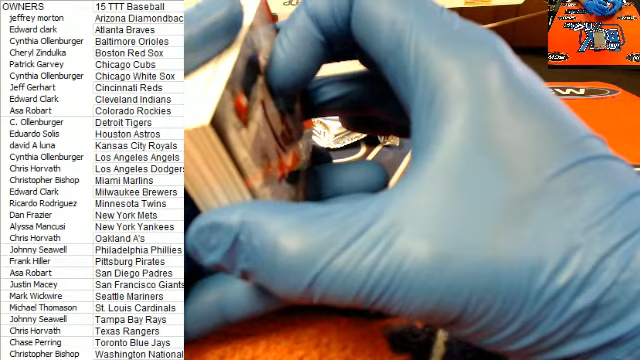 OWNERS 15 TTT Baseball
jeffrey morton Arizona Diamondbac
Edward clark Atlanta Braves
Cynthia Ollenburger Baltimore Orioles
Cheryl Zindulka Boston Red Sox
Patrick Garvey Chicago Cubs
Cynthia Ollenburger Chicago White Sox
Jeff Gerhart Cincinnati Reds
Edward Clark Cleveland Indians
Asa Robart Colorado Rockies
C. Ollenburger Detroit Tigers
Eduardo Solis Houston Astros
david A luna Kansas City Royals
Cynthia Ollenburger Los Angeles Angels
Chris Horvath Los Angeles Dodgers
Christopher Bishop Miami Marlins
Edward Clark Milwaukee Brewers
Ricardo Rodriguez Minnesota Twins
Dan Frazier New York Mets
Alyssa Mancusi New York Yankees
Chris Horvath Oakland A's
Johnny Seawell Philadelphia Phillies
Frank Hiller Pittsburg Pirates
Asa Robart San Diego Padres
Justin Macey San Francisco Giants
Mark Widkwire Seattle Mariners
Michael Thomason St. Louis Cardinals
Johnny Seawell Tampa Bay Rays
Chris Horvath Texas Rangers
Chase Perring Toronto Blue Jays
Christopher Bishop Washington National